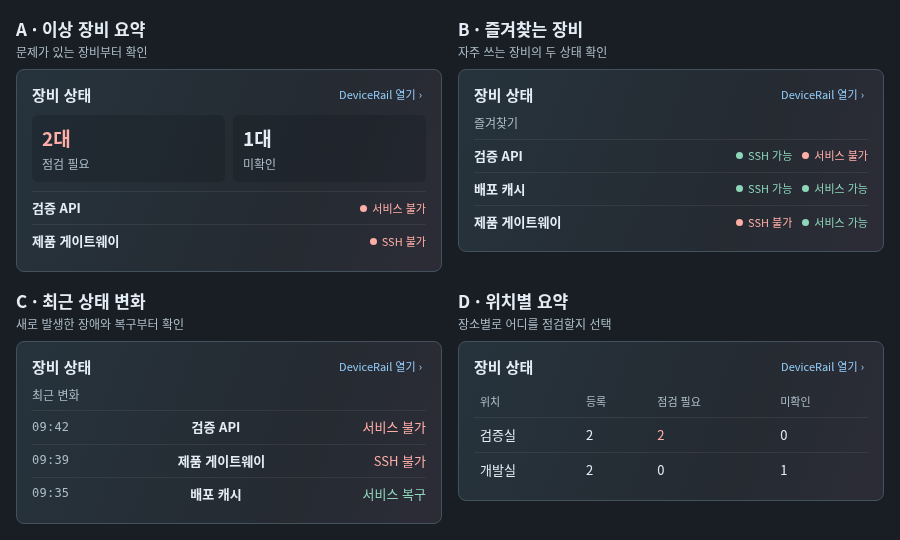 A · 이상 장비 요약
문제가 있는 장비부터 확인
장비 상태
DeviceRail 열기 ›
2대
점검 필요
1대
미확인
검증 API
서비스 불가
제품 게이트웨이
SSH 불가
B · 즐겨찾는 장비
자주 쓰는 장비의 두 상태 확인
장비 상태
DeviceRail 열기 ›
즐겨찾기
검증 API SSH 가능 서비스 불가
배포 캐시 SSH 가능 서비스 가능
제품 게이트웨이 SSH 불가 서비스 가능
C · 최근 상태 변화
새로 발생한 장애와 복구부터 확인
장비 상태
DeviceRail 열기 ›
최근 변화
09:42 검증 API 서비스 불가
09:39 제품 게이트웨이 SSH 불가
09:35 배포 캐시 서비스 복구
D · 위치별 요약
장소별로 어디를 점검할지 선택
장비 상태
DeviceRail 열기 ›
위치 등록 점검 필요 미확인
검증실 2 2 0
개발실 2 0 1